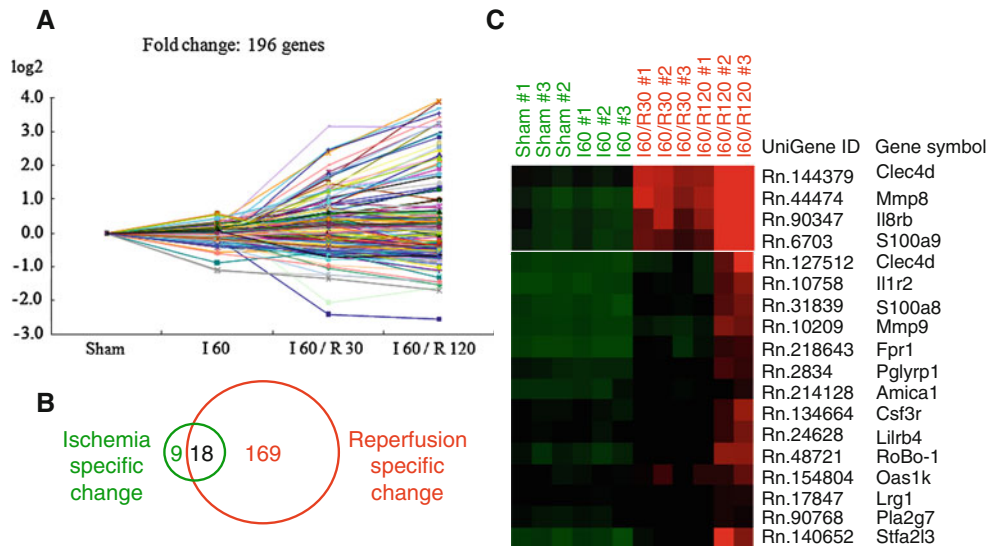 A
Fold change: 196 genes
log2
4.0
3.0
2.0
1.0
0.0
-1.0
-2.0
-3.0
Sham
I 60
I 60 / R 30
I 60 / R 120
B
Ischemia
specific
change
9
18
169
Reperfusion
specific
change
C
Sham #1
Sham #3
Sham #2
I60 #1
I60 #2
I60 #3
I60/R30 #1
I60/R30 #2
I60/R30 #3
I60/R120 #1
I60/R120 #2
I60/R120 #3
UniGene ID Gene symbol
Rn.144379 Clec4d
Rn.44474 Mmp8
Rn.90347 Il8rb
Rn.6703 S100a9
Rn.127512 Clec4d
Rn.10758 Il1r2
Rn.31839 S100a8
Rn.10209 Mmp9
Rn.218643 Fpr1
Rn.2834 Pglyrp1
Rn.214128 Amica1
Rn.134664 Csf3r
Rn.24628 Lilrb4
Rn.48721 RoBo-1
Rn.154804 Oas1k
Rn.17847 Lrg1
Rn.90768 Pla2g7
Rn.140652 Stfa2l3